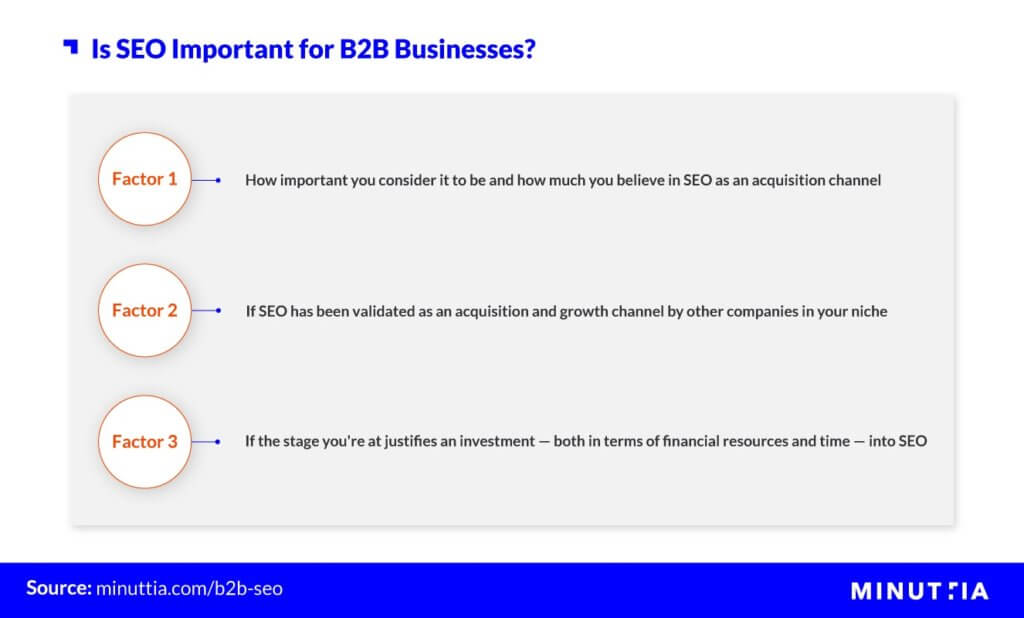 Is SEO Important for B2B Businesses?
Factor 1
How important you consider it to be and how much you believe in SEO as an acquisition channel
Factor 2
If SEO has been validated as an acquisition and growth channel by other companies in your niche
Factor 3
If the stage you're at justifies an investment — both in terms of financial resources and time — into SEO
Source: minuttia.com/b2b-seo
MINUTTIA